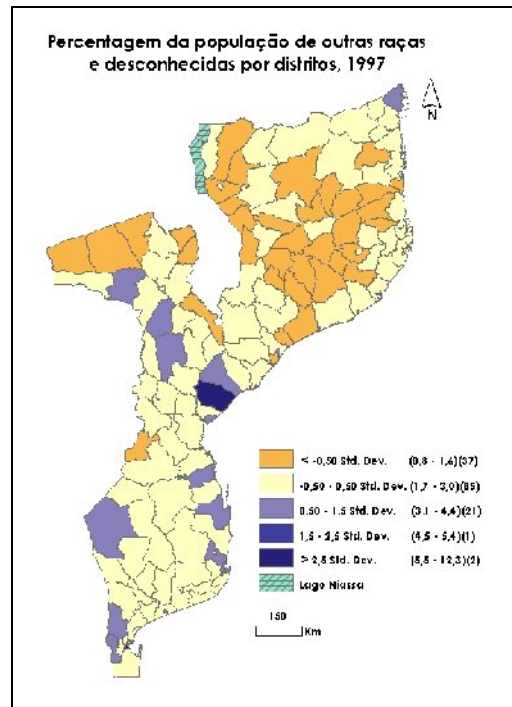 Percentagem da população de outras raças
e desconhecidas por distritos, 1997
N
< -0,50 Std. Dev. (0,8 - 1,6)(37)
-0,50 - 0,50 Std. Dev. (1,7 - 3,0)(85)
0,50 - 1,5 Std. Dev. (3,1 - 4,4)(21)
1,5 - 2,5 Std. Dev. (4,5 - 5,4)(1)
> 2,5 Std. Dev. (5,5 - 12,3)(2)
Lago Niassa
150
Km